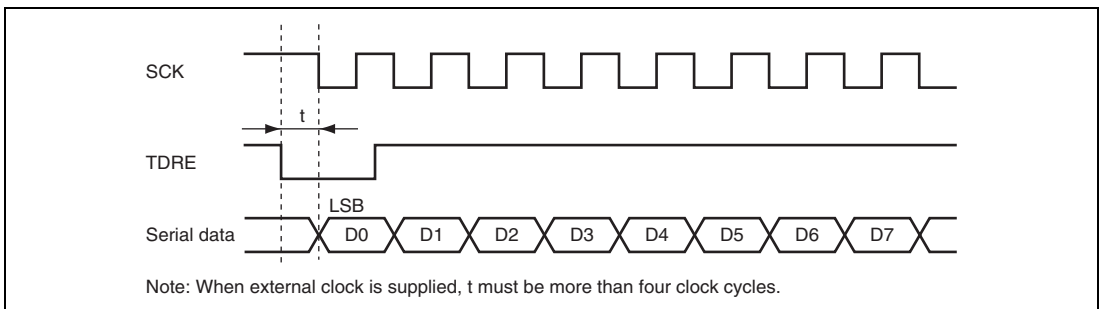 SCK
t
TDRE
LSB
Serial data D0 D1 D2 D3 D4 D5 D6 D7
Note: When external clock is supplied, t must be more than four clock cycles.